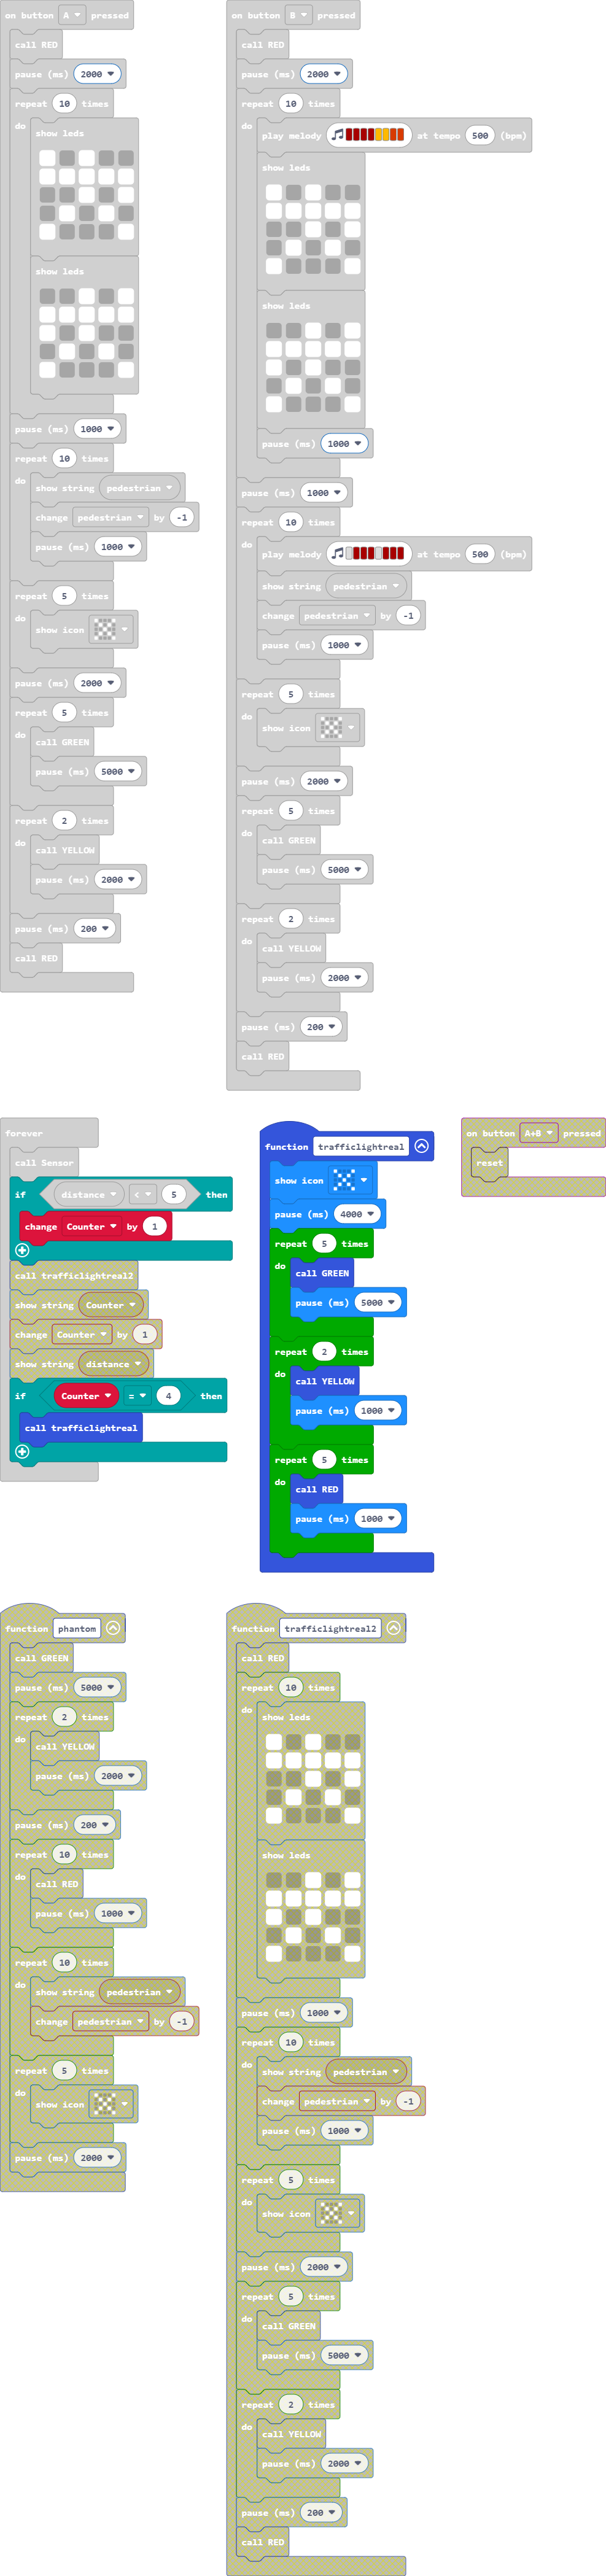 on button A pressed
call RED
pause (ms) 2000
repeat 10 times
do
show leds
show leds
pause (ms) 1000
repeat 10 times
do
show string pedestrian
change pedestrian by -1
pause (ms) 1000
repeat 5 times
do
show icon
pause (ms) 2000
repeat 5 times
do
call GREEN
pause (ms) 5000
repeat 2 times
do
call YELLOW
pause (ms) 2000
pause (ms) 200
call RED
on button B pressed
call RED
pause (ms) 2000
repeat 10 times
do
play melody at tempo 500 (bpm)
show leds
show leds
pause (ms) 1000
pause (ms) 1000
repeat 10 times
do
play melody at tempo 500 (bpm)
show string pedestrian
change pedestrian by -1
pause (ms) 1000
repeat 5 times
do
show icon
pause (ms) 2000
repeat 5 times
do
call GREEN
pause (ms) 5000
repeat 2 times
do
call YELLOW
pause (ms) 2000
pause (ms) 200
call RED
forever
call Sensor
if distance < 5 then
change Counter by 1
call trafficlightreal2
show string Counter
change Counter by 1
show string distance
if Counter = 4 then
call trafficlightreal
function trafficlightreal
show icon
pause (ms) 4000
repeat 5 times
do
call GREEN
pause (ms) 5000
repeat 2 times
do
call YELLOW
pause (ms) 1000
repeat 5 times
do
call RED
pause (ms) 1000
on button A+B pressed
reset
function phantom
call GREEN
pause (ms) 5000
repeat 2 times
do
call YELLOW
pause (ms) 2000
pause (ms) 200
repeat 10 times
do
call RED
pause (ms) 1000
repeat 10 times
do
show string pedestrian
change pedestrian by -1
repeat 5 times
do
show icon
pause (ms) 2000
function trafficlightreal2
call RED
repeat 10 times
do
show leds
show leds
pause (ms) 1000
repeat 10 times
do
show string pedestrian
change pedestrian by -1
pause (ms) 1000
repeat 5 times
do
show icon
pause (ms) 2000
repeat 5 times
do
call GREEN
pause (ms) 5000
repeat 2 times
do
call YELLOW
pause (ms) 2000
pause (ms) 200
call RED